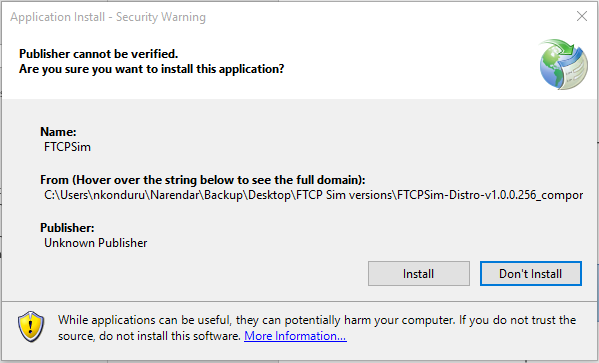 Application Install - Security Warning
Publisher cannot be verified.
Are you sure you want to install this application?
Name:
FTCPSim
From (Hover over the string below to see the full domain):
C:\Users\nkonduru\Narendar\Backup\Desktop\FTCP Sim versions\FTCPSim-Distro-v1.0.0.256_compor
Publisher:
Unknown Publisher
Install
Don't Install
While applications can be useful, they can potentially harm your computer. If you do not trust the
source, do not install this software. More Information...